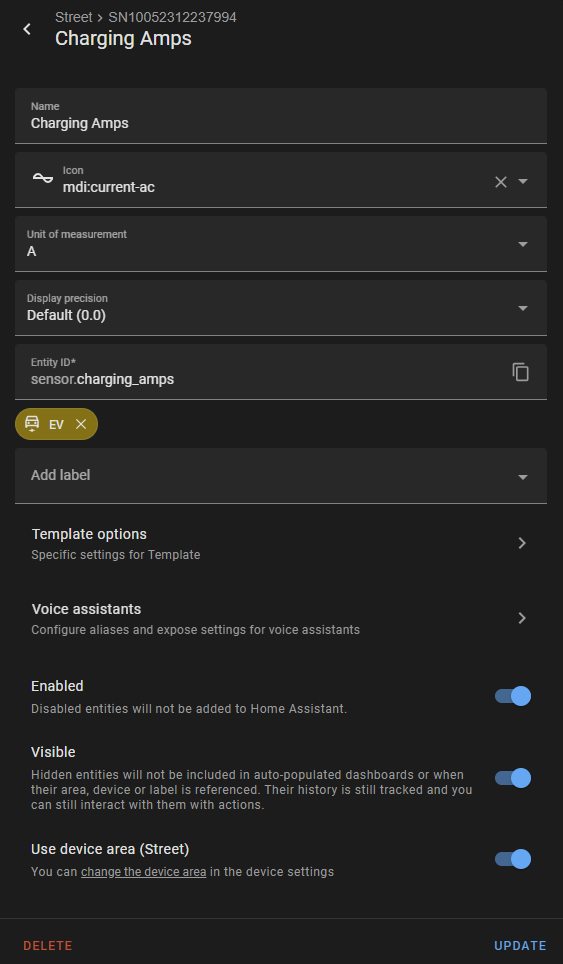 Street > SN10052312237994
Charging Amps
Name
Charging Amps
Icon
mdi:current-ac
Unit of measurement
A
Display precision
Default (0.0)
Entity ID*
sensor.charging_amps
EV
Add label
Template options
Specific settings for Template
Voice assistants
Configure aliases and expose settings for voice assistants
Enabled
Disabled entities will not be added to Home Assistant.
Visible
Hidden entities will not be included in auto-populated dashboards or when
their area, device or label is referenced. Their history is still tracked and you
can still interact with them with actions.
Use device area (Street)
You can change the device area in the device settings
DELETE
UPDATE